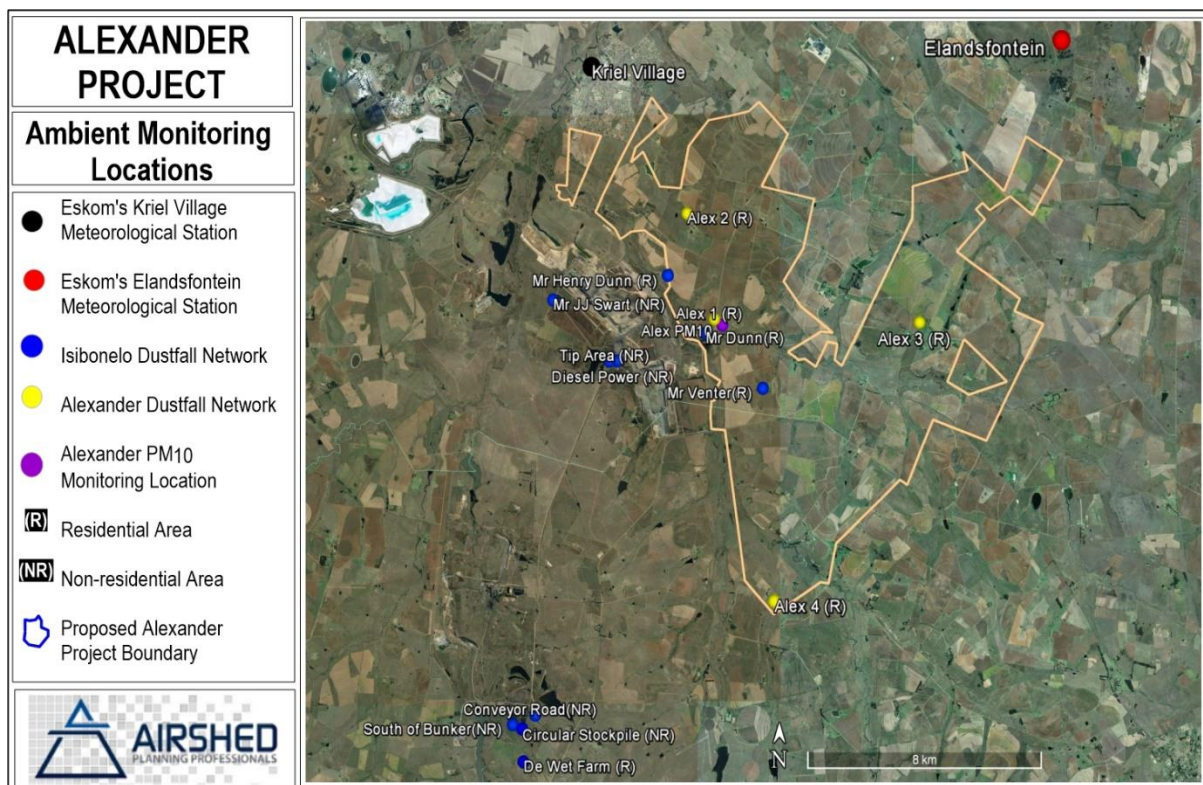 ALEXANDER
PROJECT
Ambient Monitoring
Locations
Eskom's Kriel Village
Meteorological Station
Eskom's Elandsfontein
Meteorological Station
Isibonelo Dustfall Network
Alexander Dustfall Network
Alexander PM10
Monitoring Location
(R) Residential Area
(NR) Non-residential Area
Proposed Alexander
Project Boundary
AIRSHED
PLANNING PROFESSIONALS
Elandsfontein
Kriel Village
Alex 2 (R)
Mr Henry Dunn (R)
Mr JJ Swart (NR)
Alex 1 (R)
Alex PM10
Mr Dunn(R)
Alex 3 (R)
Tip Area (NR)
Diesel Power (NR)
Mr Venter(R)
Alex 4 (R)
Conveyor Road(NR)
South of Bunker(NR)
Circular Stockpile (NR)
De Wet Farm (R)
N
8 km